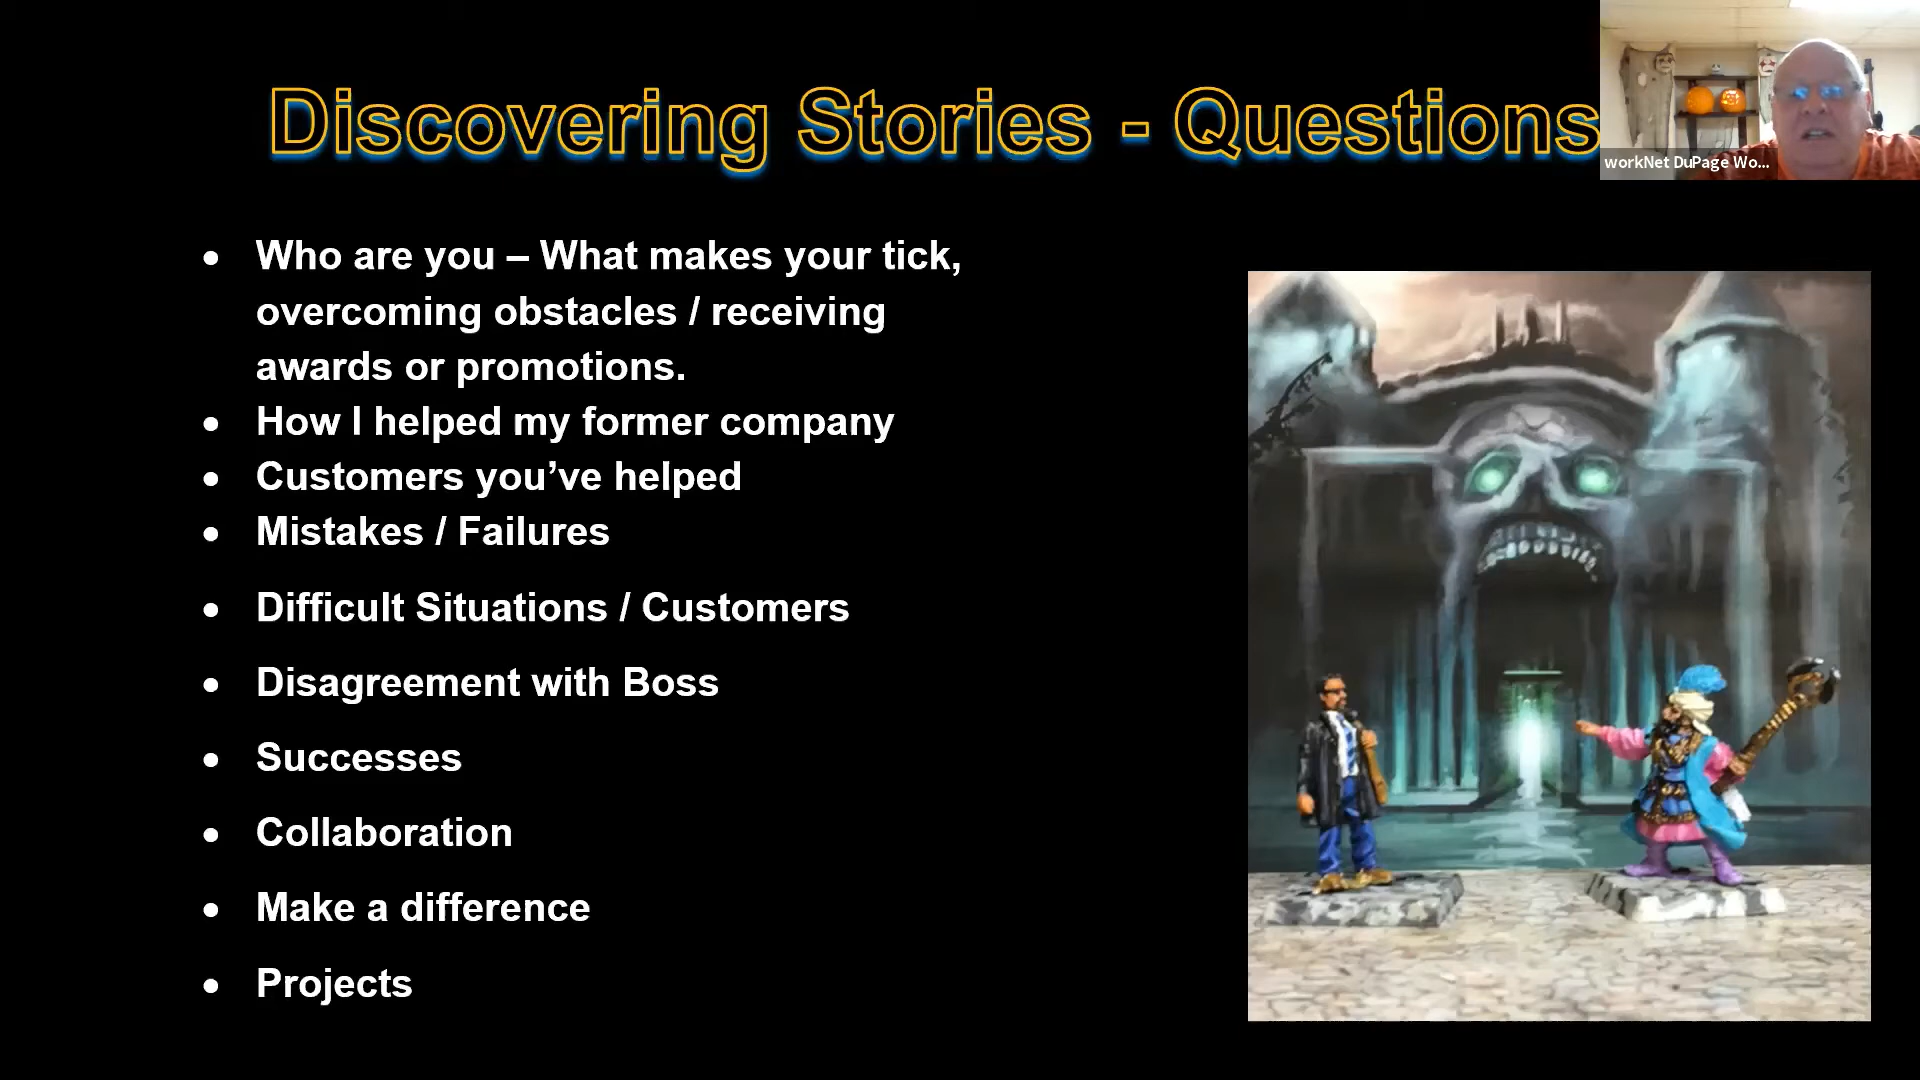 Discovering Stories - Questions
workNet DuPage Wo...
• Who are you – What makes your tick,
overcoming obstacles / receiving
awards or promotions.
• How I helped my former company
• Customers you’ve helped
• Mistakes / Failures
• Difficult Situations / Customers
• Disagreement with Boss
• Successes
• Collaboration
• Make a difference
• Projects